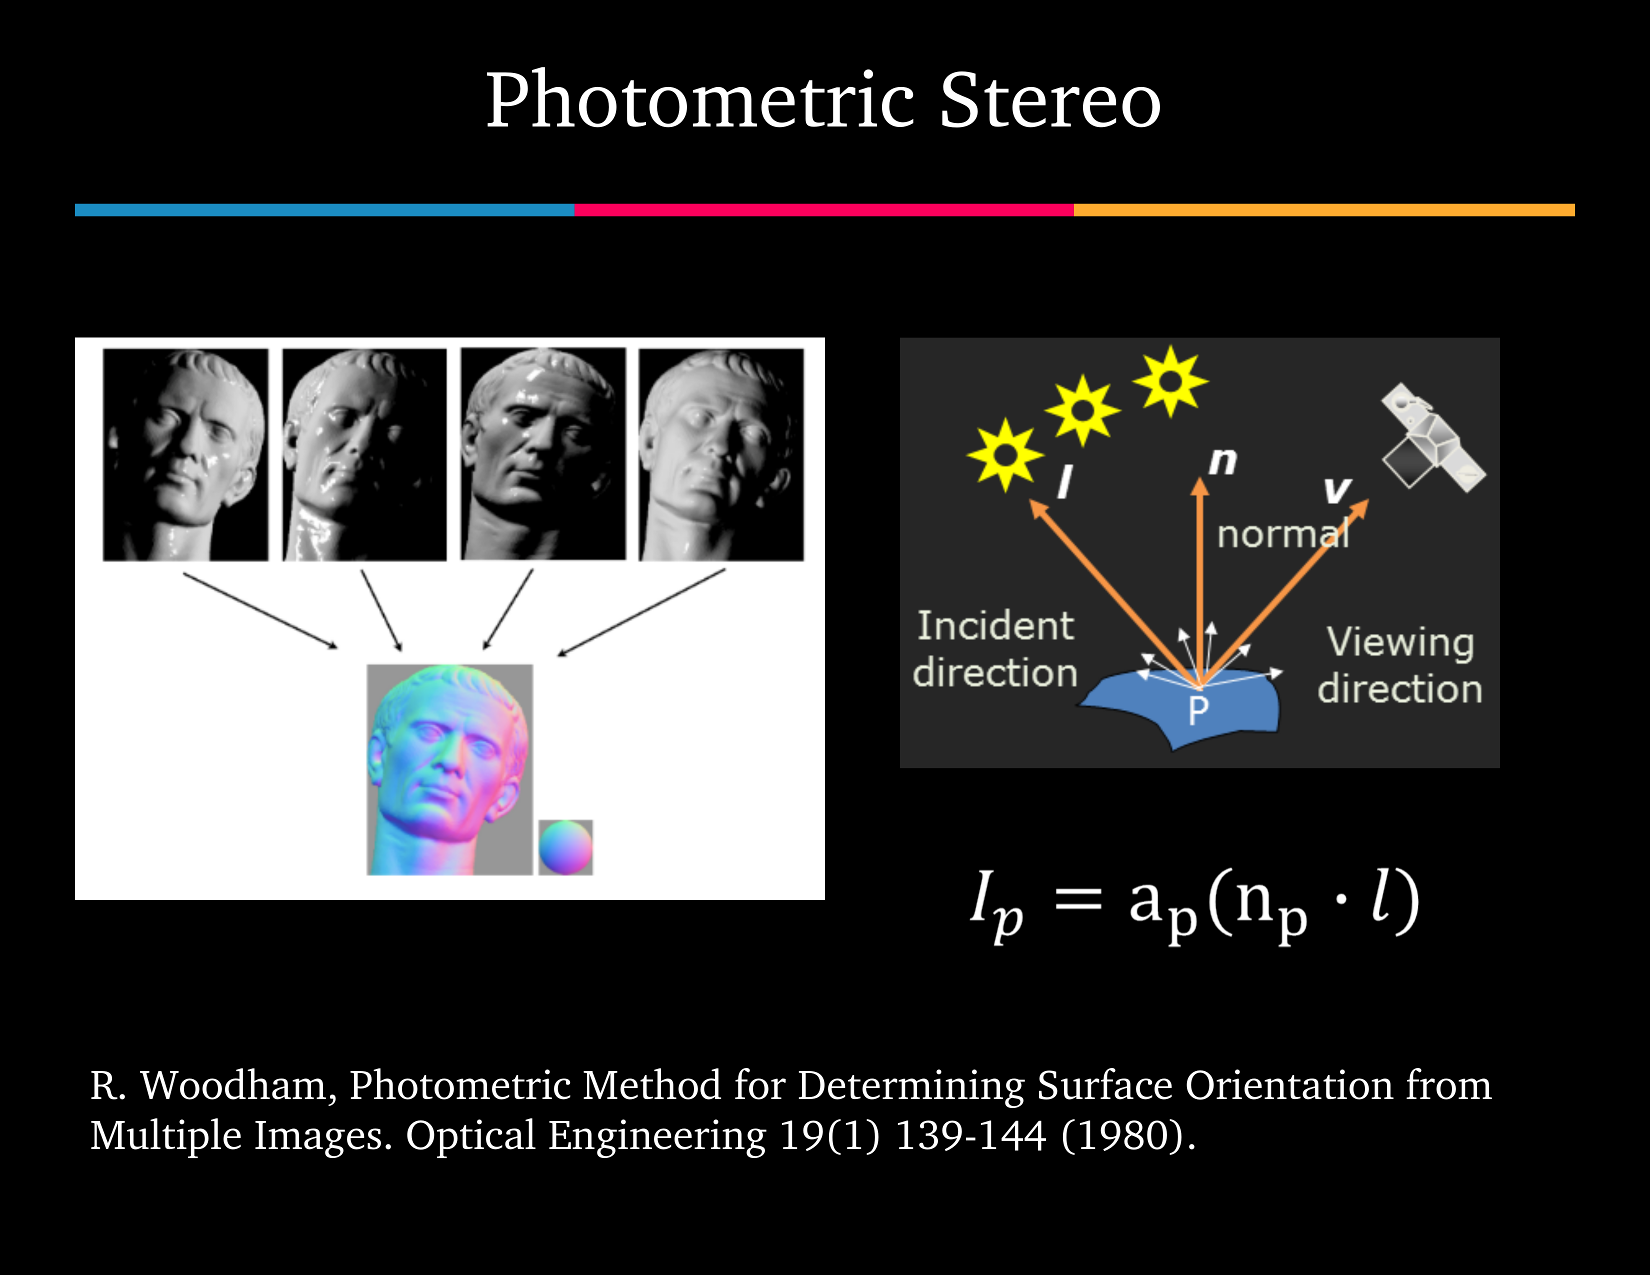 Photometric Stereo
l
n
v
normal
Incident
direction
Viewing
direction
P
I_p = a_p(n_p · l)
R. Woodham, Photometric Method for Determining Surface Orientation from
Multiple Images. Optical Engineering 19(1) 139-144 (1980).